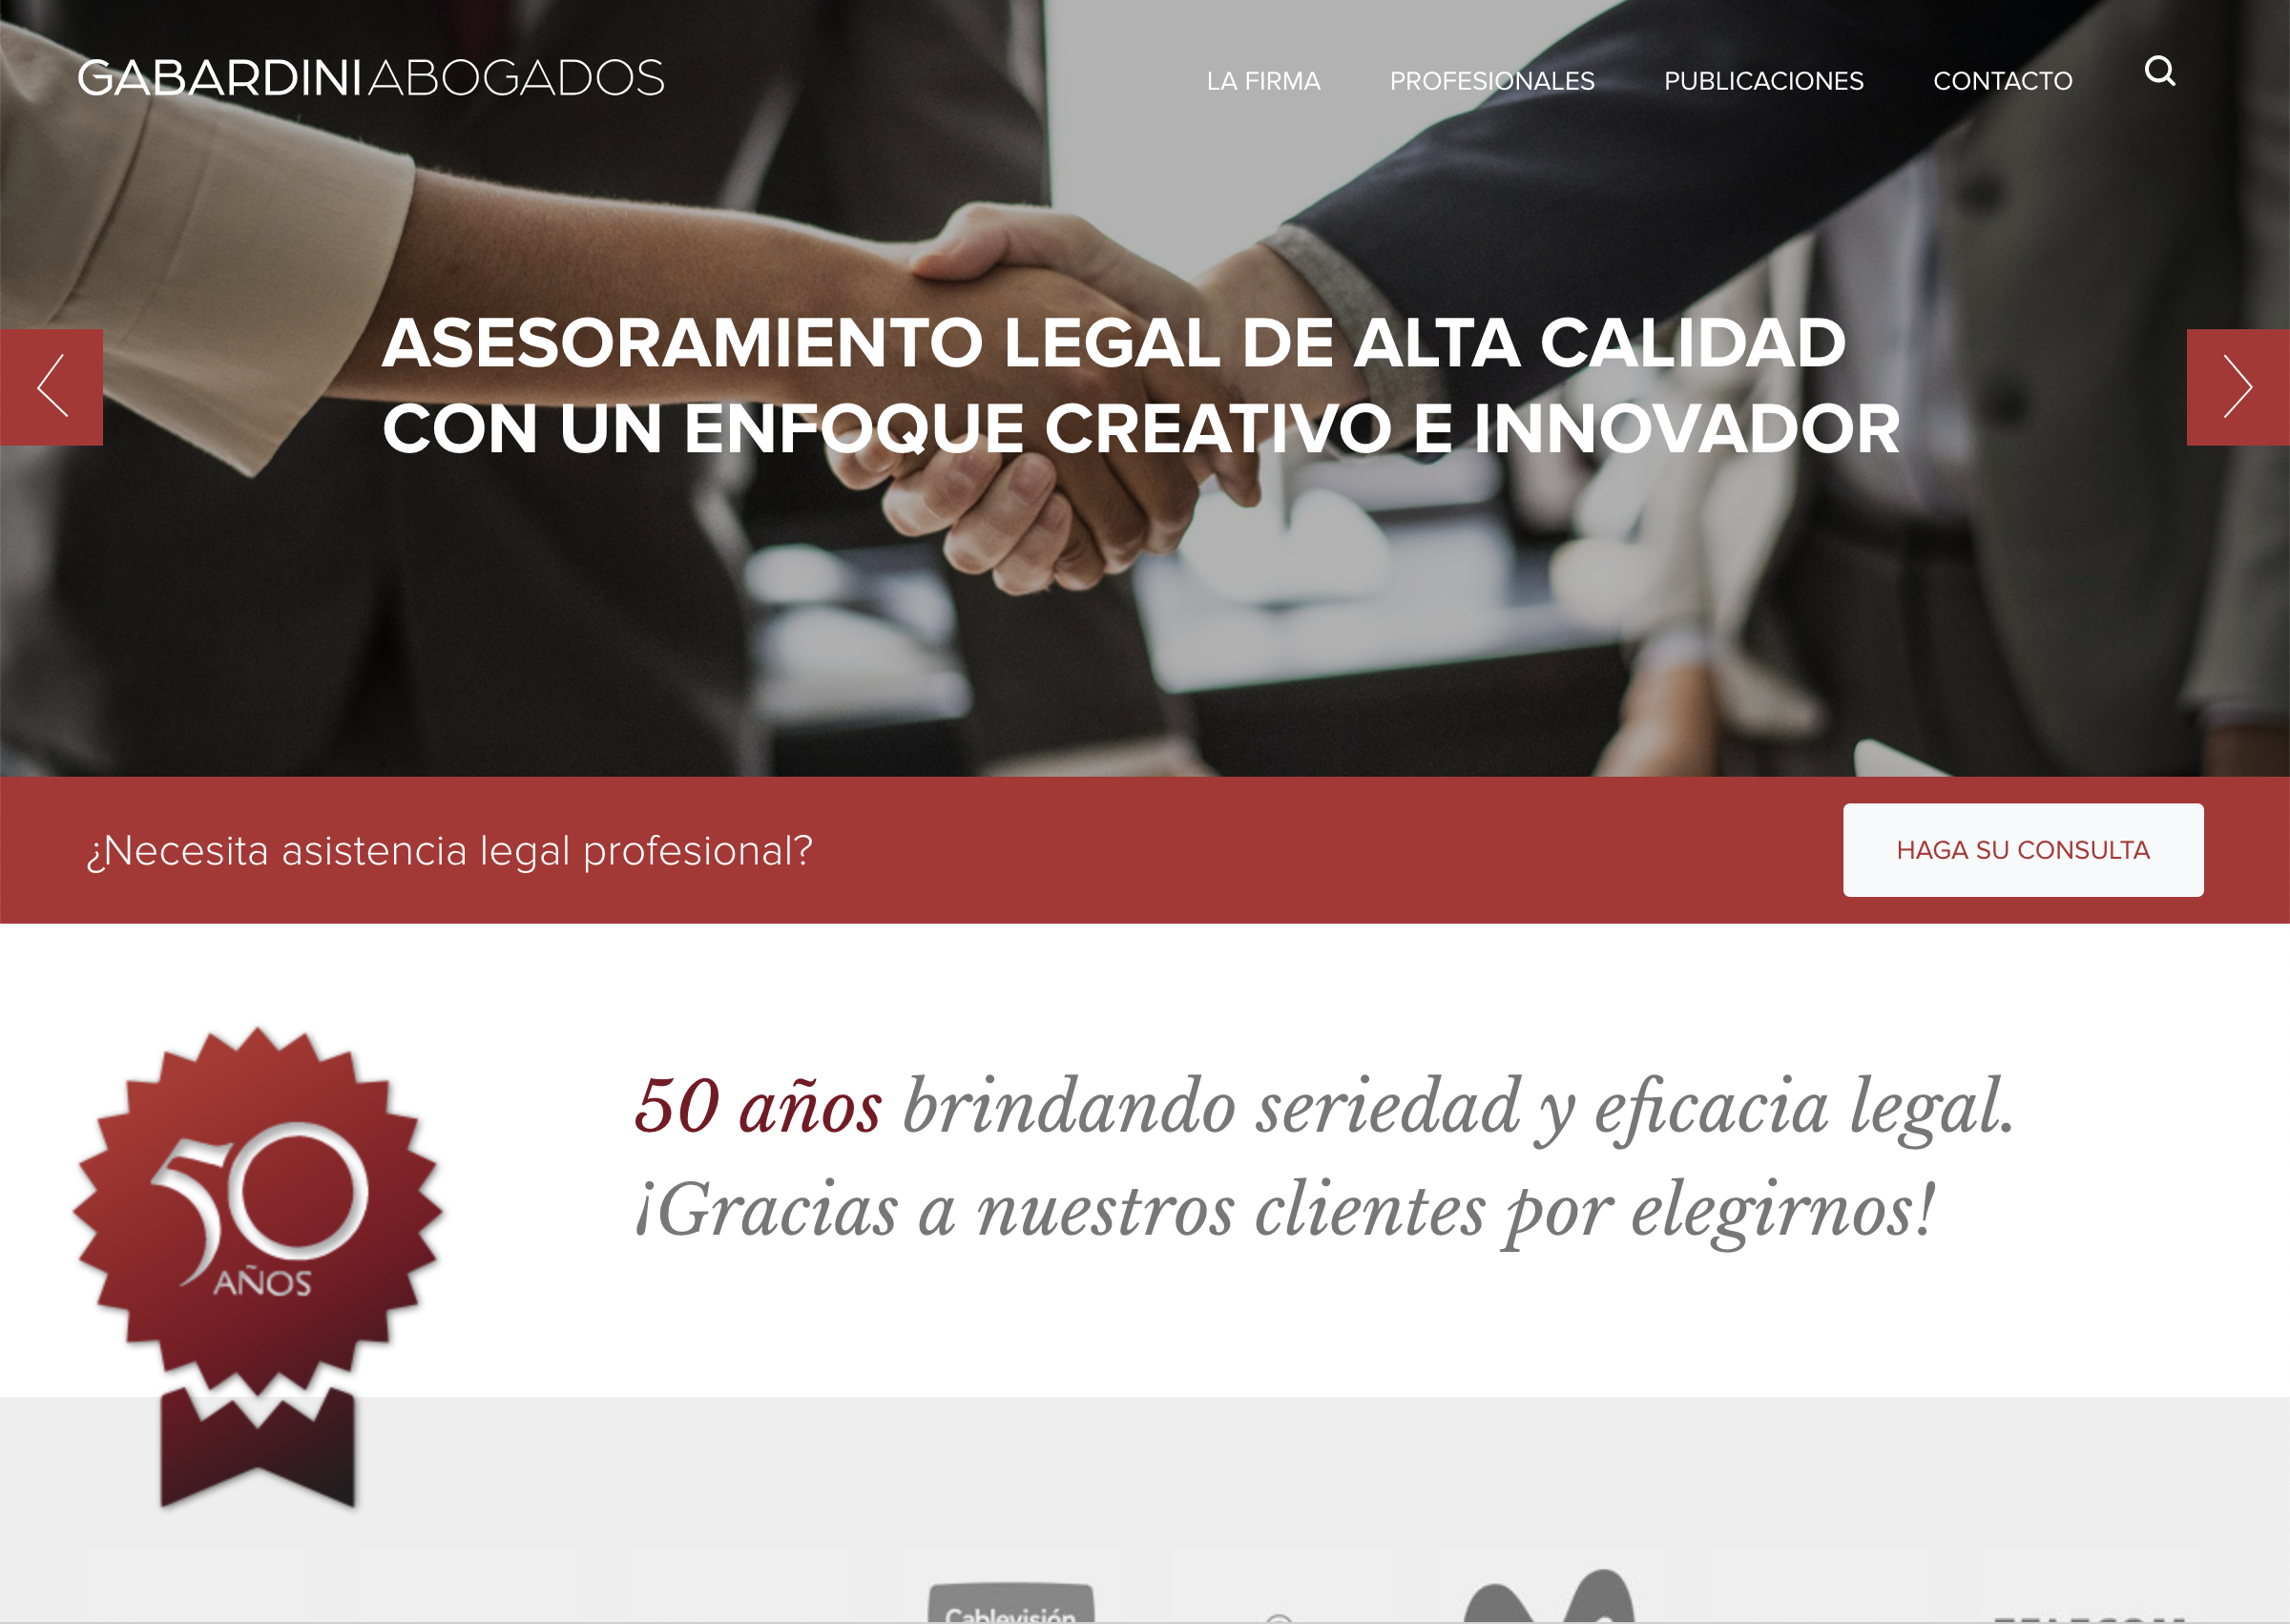 GABARDINI ABOGADOS
LA FIRMA PROFESIONALES PUBLICACIONES CONTACTO
ASESORAMIENTO LEGAL DE ALTA CALIDAD
CON UN ENFOQUE CREATIVO E INNOVADOR
¿Necesita asistencia legal profesional?
HAGA SU CONSULTA
50
AÑOS
50 años brindando seriedad y eficacia legal.
¡Gracias a nuestros clientes por elegirnos!
Cablevisión